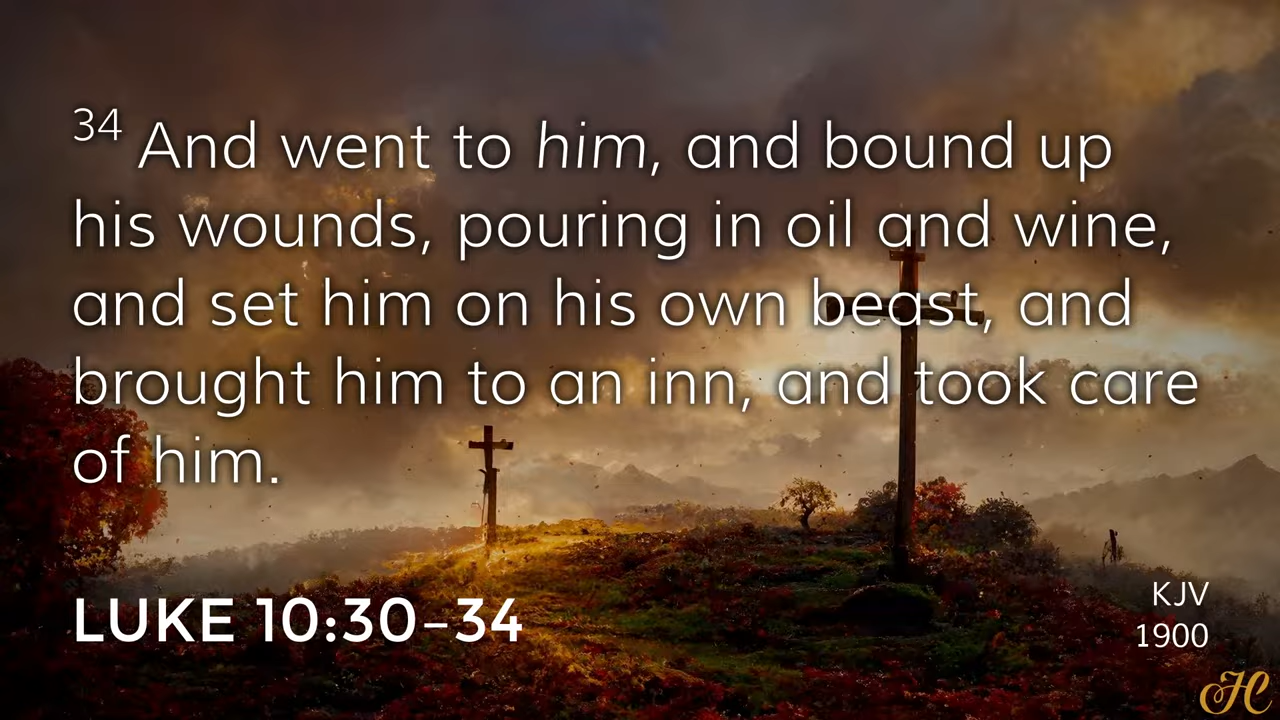 34 And went to him, and bound up
his wounds, pouring in oil and wine,
and set him on his own beast, and
brought him to an inn, and took care
of him.
LUKE 10:30–34
KJV
1900
HC